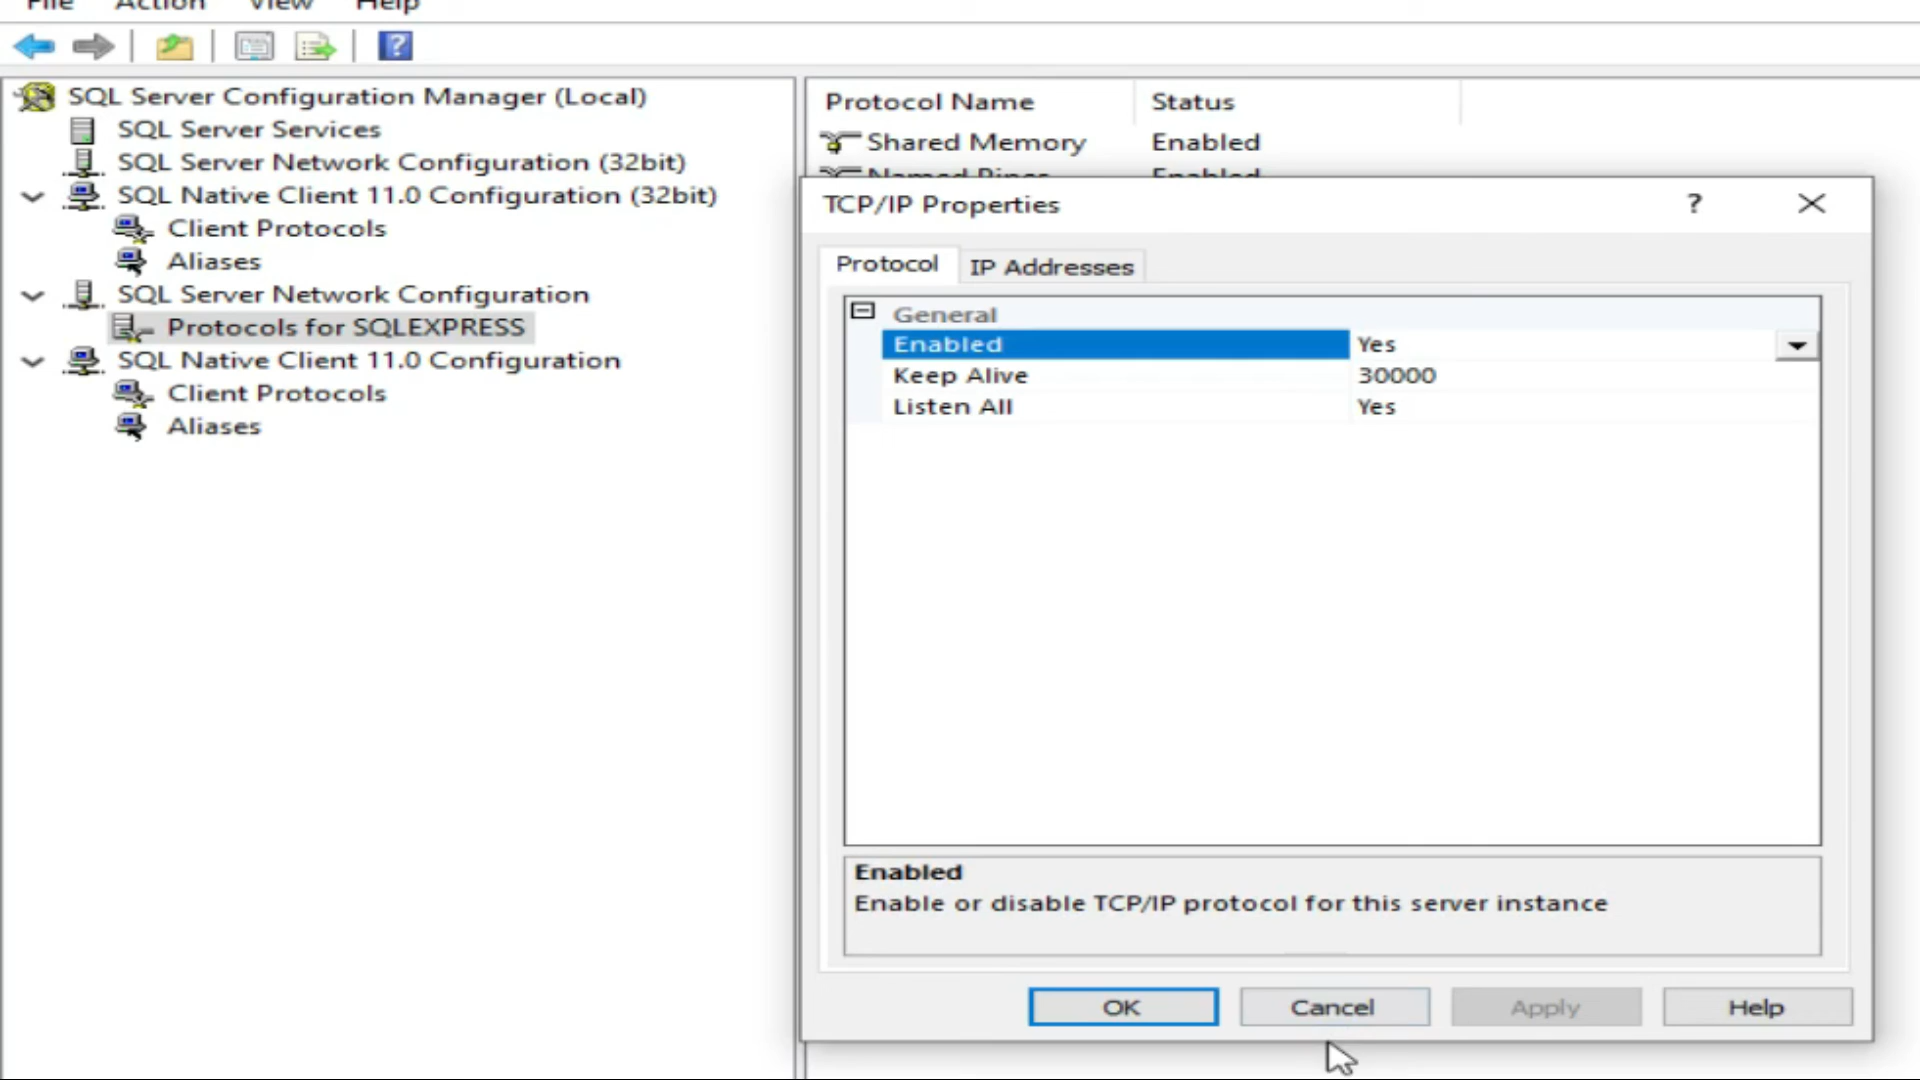 File Action View Help
SQL Server Configuration Manager (Local)
SQL Server Services
SQL Server Network Configuration (32bit)
SQL Native Client 11.0 Configuration (32bit)
Client Protocols
Aliases
SQL Server Network Configuration
Protocols for SQLEXPRESS
SQL Native Client 11.0 Configuration
Client Protocols
Aliases
Protocol Name Status
Shared Memory Enabled
Named Pipes Enabled
TCP/IP Properties ?
Protocol IP Addresses
General
Enabled Yes
Keep Alive 30000
Listen All Yes
Enabled
Enable or disable TCP/IP protocol for this server instance
OK Cancel Apply Help